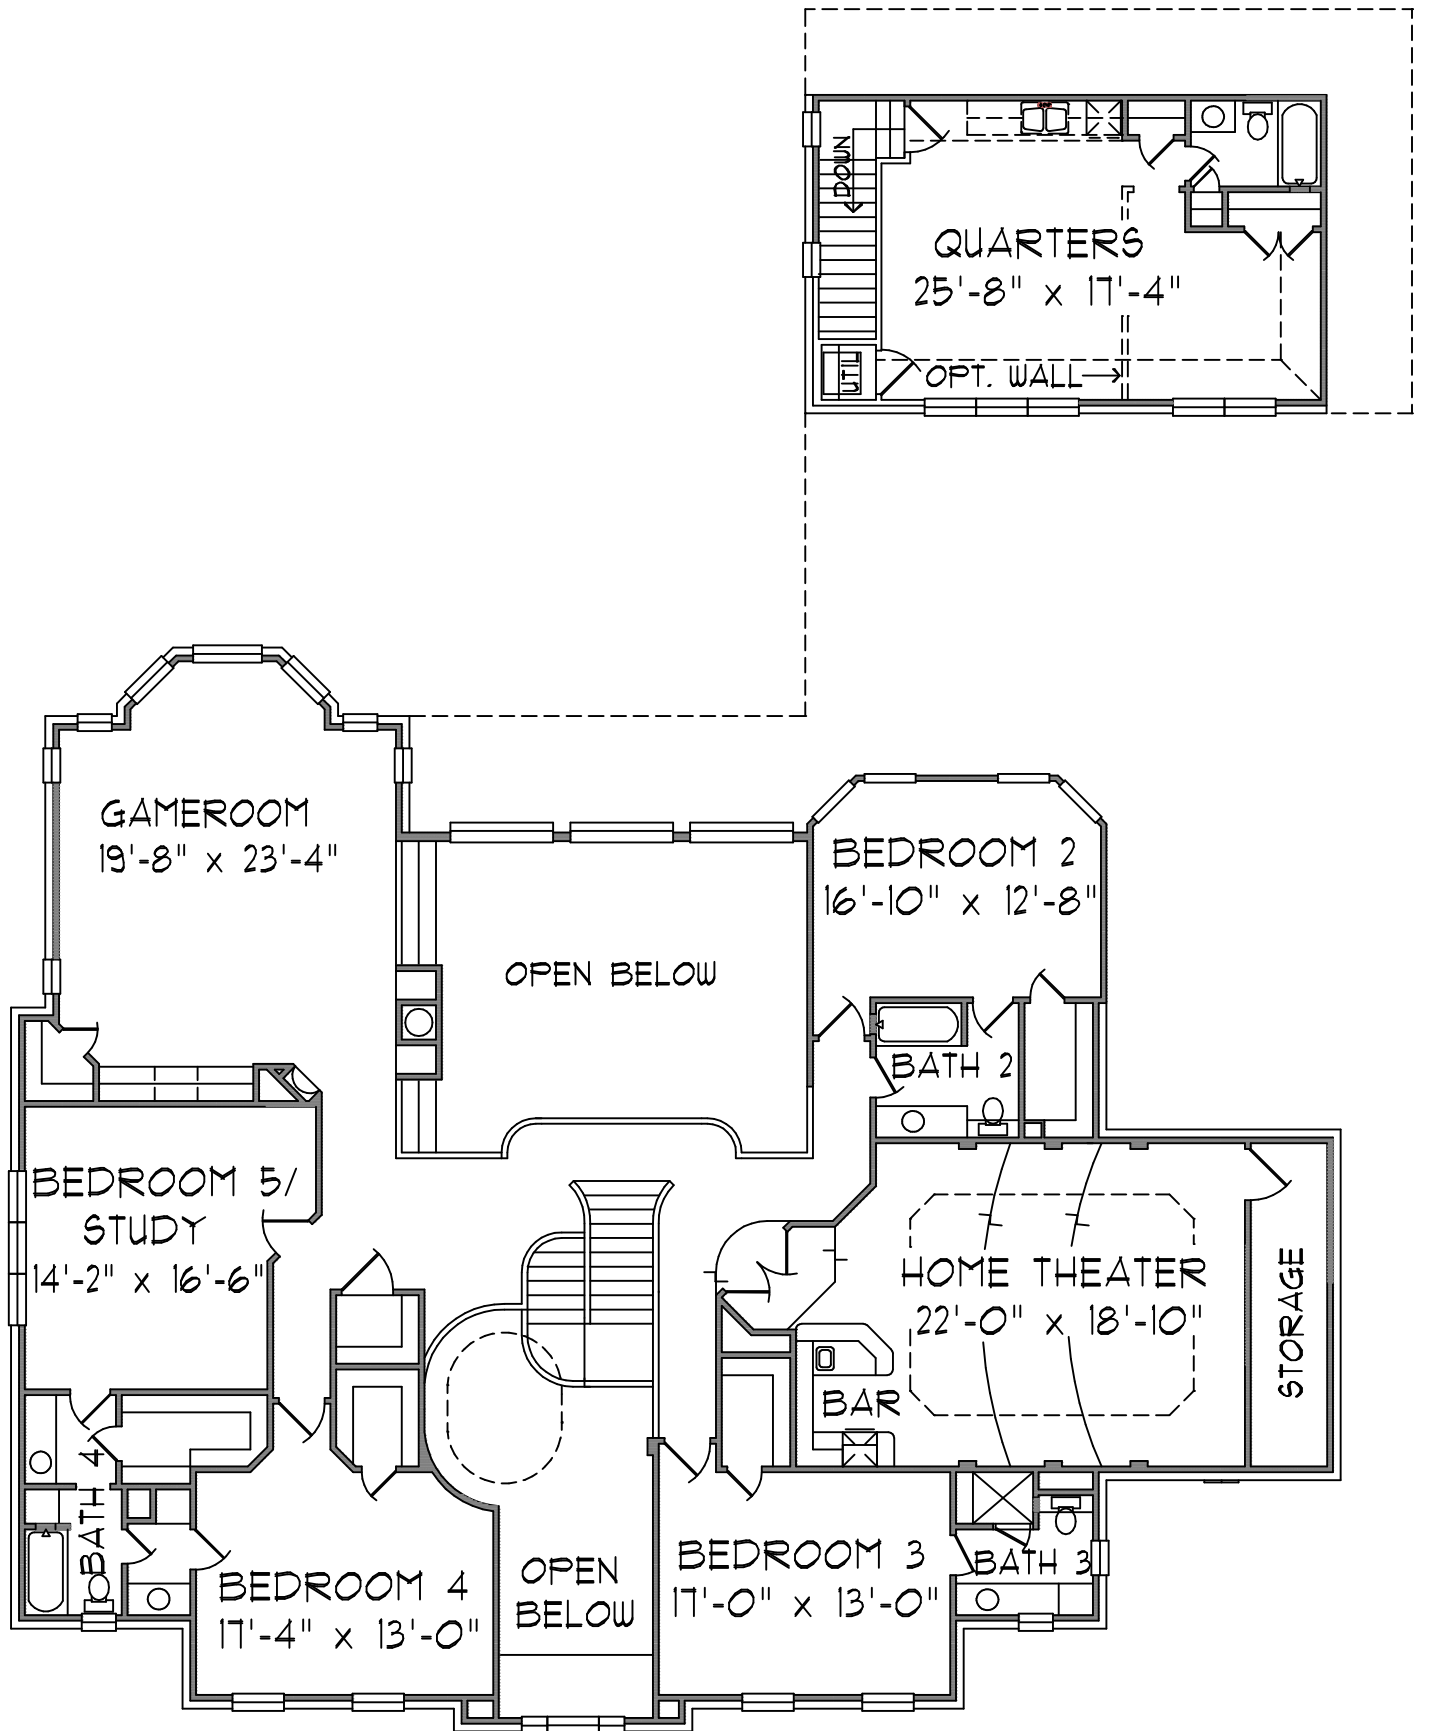 DOWN
QUARTERS
25'-8" x 17'-4"
UTIL
OPT. WALL
GAMEROOM
19'-8" x 23'-4"
BEDROOM 2
16'-10" x 12'-8"
OPEN BELOW
BATH 2
BEDROOM 5/
STUDY
14'-2" x 16'-6"
HOME THEATER
22'-0" x 18'-10"
STORAGE
BAR
BATH 4
BEDROOM 4
17'-4" x 13'-0"
OPEN
BELOW
BEDROOM 3
17'-0" x 13'-0"
BATH 3